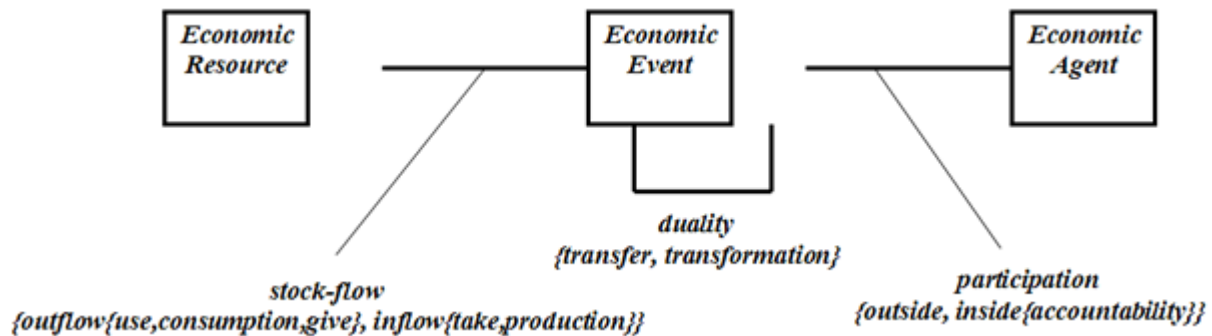 Economic
Resource
Economic
Event
Economic
Agent
duality
{transfer, transformation}
stock-flow
{outflow{use,consumption,give}, inflow{take,production}}
participation
{outside, inside{accountability}}